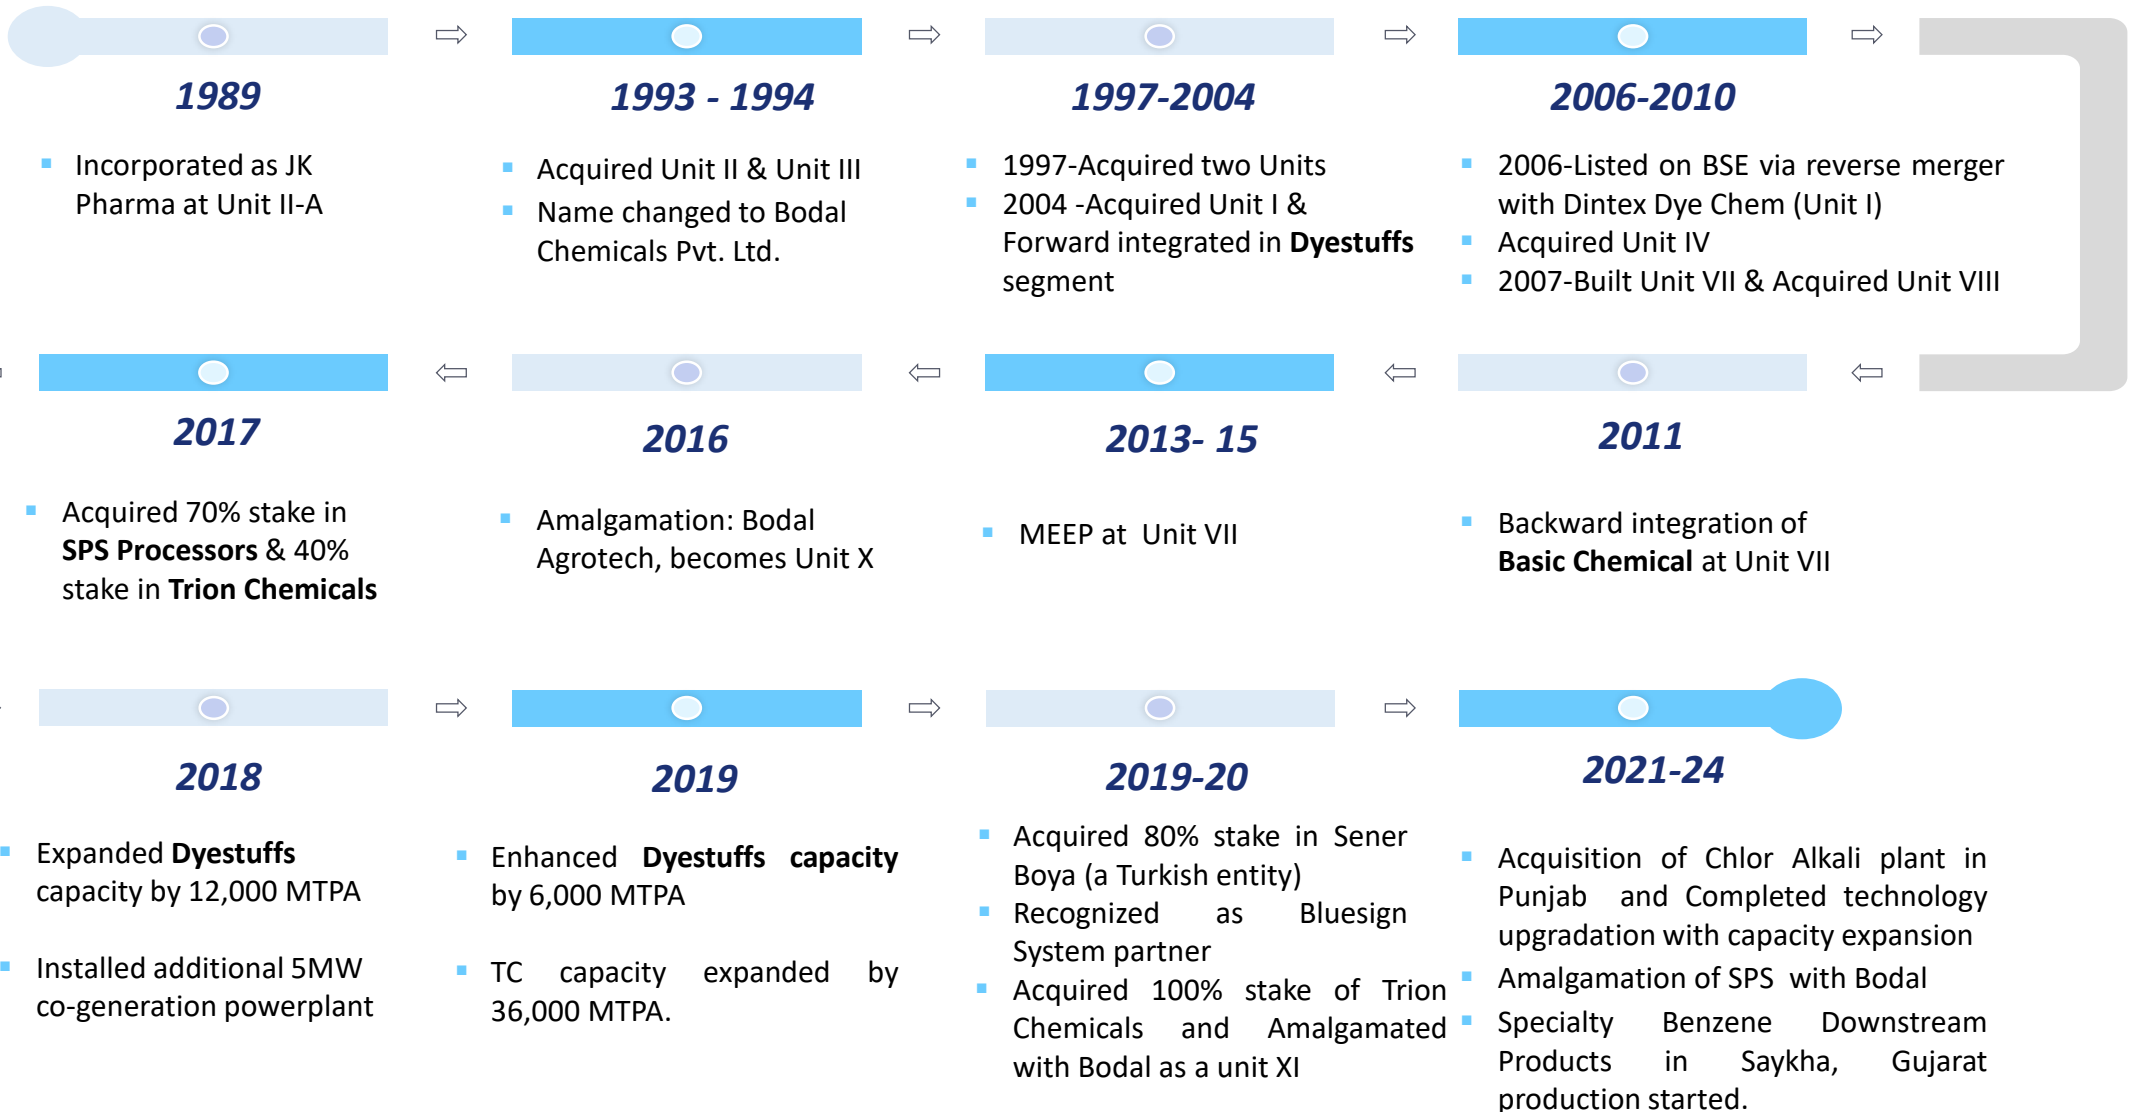 1989
Incorporated as JK
Pharma at Unit II-A
1993 - 1994
Acquired Unit II & Unit III
Name changed to Bodal
Chemicals Pvt. Ltd.
1997-2004
1997-Acquired two Units
2004 -Acquired Unit I &
Forward integrated in Dyestuffs
segment
2006-2010
2006-Listed on BSE via reverse merger
with Dintex Dye Chem (Unit I)
Acquired Unit IV
2007-Built Unit VII & Acquired Unit VIII
2011
Backward integration of
Basic Chemical at Unit VII
2013- 15
MEEP at Unit VII
2016
Amalgamation: Bodal
Agrotech, becomes Unit X
2017
Acquired 70% stake in
SPS Processors & 40%
stake in Trion Chemicals
2018
Expanded Dyestuffs
capacity by 12,000 MTPA
Installed additional 5MW
co-generation powerplant
2019
Enhanced Dyestuffs capacity
by 6,000 MTPA
TC capacity expanded by
36,000 MTPA.
2019-20
Acquired 80% stake in Sener
Boya (a Turkish entity)
Recognized as Bluesign
System partner
Acquired 100% stake of Trion
Chemicals and Amalgamated
with Bodal as a unit XI
2021-24
Acquisition of Chlor Alkali plant in
Punjab and Completed technology
upgradation with capacity expansion
Amalgamation of SPS with Bodal
Specialty Benzene Downstream
Products in Saykha, Gujarat
production started.